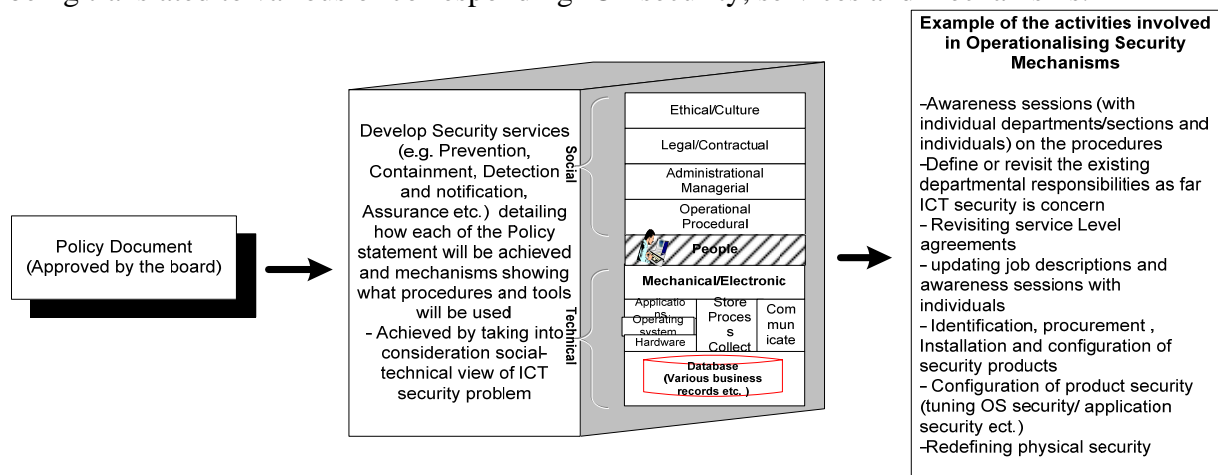 Policy Document
(Approved by the board)
Develop Security services
(e.g. Prevention,
Containment, Detection
and notification,
Assurance etc.) detailing
how each of the Policy
statement will be achieved
and mechanisms showing
what procedures and tools
will be used
- Achieved by taking into
consideration social-
technical view of ICT
security problem
Social
Technical
Ethical/Culture
Legal/Contractual
Administrational
Managerial
Operational
Procedural
People
Mechanical/Electronic
Applicatio
ns
Operating
system
Hardware
Store
Proces
s
Collect
Com
mun
icate
Database
(Various business
records etc. )
Example of the activities involved
in Operationalising Security
Mechanisms
-Awareness sessions (with
individual departments/sections and
individuals) on the procedures
-Define or revisit the existing
departmental responsibilities as far
ICT security is concern
- Revisiting service Level
agreements
- updating job descriptions and
awareness sessions with
individuals
- Identification, procurement ,
Installation and configuration of
security products
- Configuration of product security
(tuning OS security/ application
security ect.)
-Redefining physical security